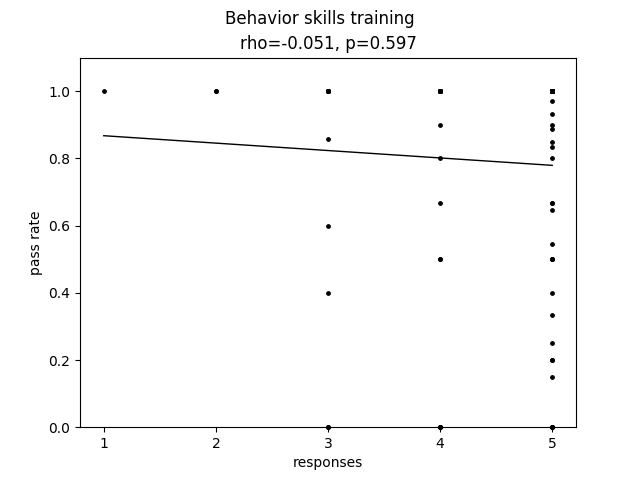 Behavior skills training
rho=-0.051, p=0.597
pass rate
1.0
0.8
0.6
0.4
0.2
0.0
1 2 3 4 5
responses